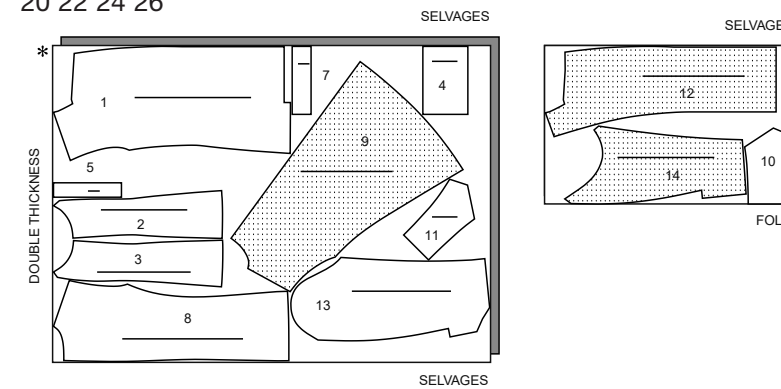 20 22 24 26
SELVAGES
*
DOUBLE THICKNESS
1
7
4
9
5
2
3
11
8
13
SELVAGES
SELVAGE
12
14
10
FOL